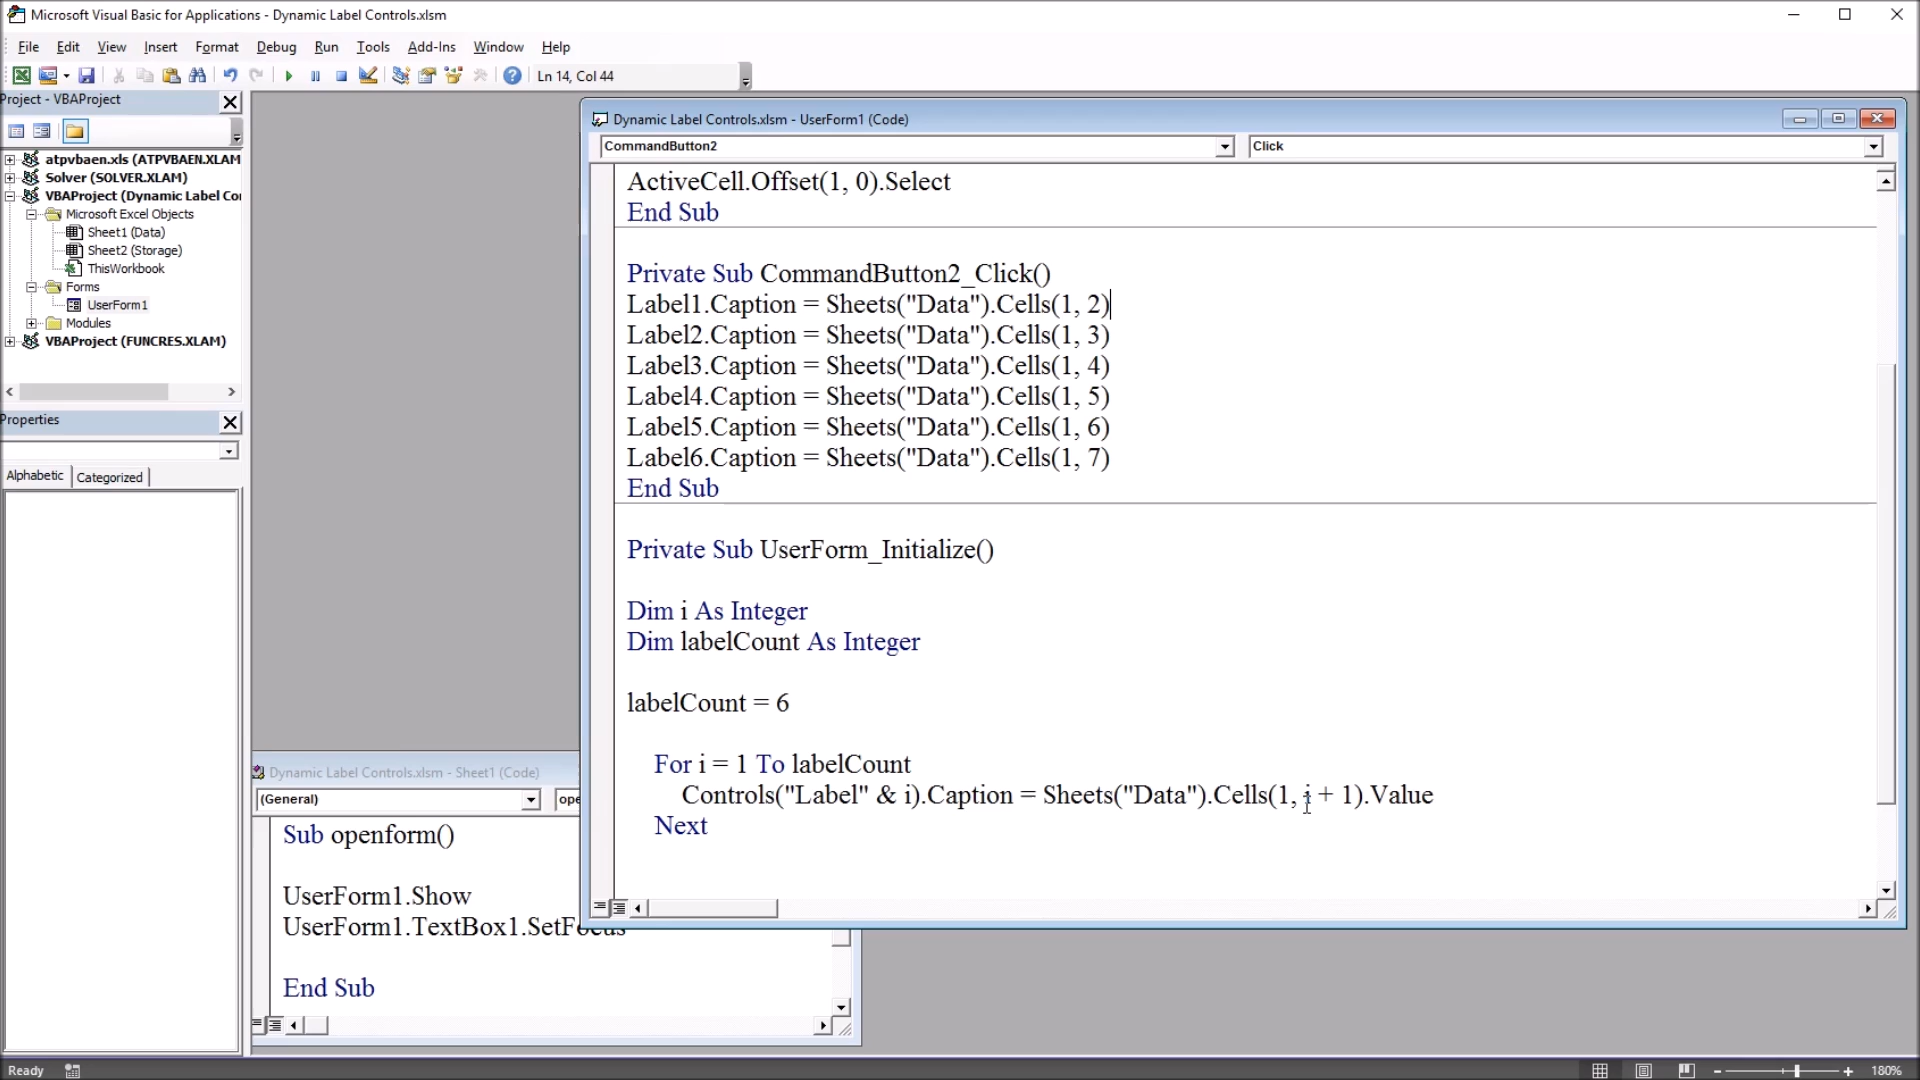 Microsoft Visual Basic for Applications - Dynamic Label Controls.xlsm
File Edit View Insert Format Debug Run Tools Add-Ins Window Help
Ln 14, Col 44
Project - VBAProject
atpvbaen.xls (ATPVBAEN.XLAM
Solver (SOLVER.XLAM)
VBAProject (Dynamic Label Co
Microsoft Excel Objects
Sheet1 (Data)
Sheet2 (Storage)
ThisWorkbook
Forms
UserForm1
Modules
VBAProject (FUNCRES.XLAM)
Properties
Alphabetic Categorized
Dynamic Label Controls.xlsm - UserForm1 (Code)
CommandButton2 Click
ActiveCell.Offset(1, 0).Select
End Sub
Private Sub CommandButton2_Click()
Label1.Caption = Sheets("Data").Cells(1, 2)
Label2.Caption = Sheets("Data").Cells(1, 3)
Label3.Caption = Sheets("Data").Cells(1, 4)
Label4.Caption = Sheets("Data").Cells(1, 5)
Label5.Caption = Sheets("Data").Cells(1, 6)
Label6.Caption = Sheets("Data").Cells(1, 7)
End Sub
Private Sub UserForm_Initialize()
Dim i As Integer
Dim labelCount As Integer
labelCount = 6
For i = 1 To labelCount
Controls("Label" & i).Caption = Sheets("Data").Cells(1, i + 1).Value
Next
Dynamic Label Controls.xlsm - Sheet1 (Code)
(General) ope
Sub openform()
UserForm1.Show
UserForm1.TextBox1.SetFocus
End Sub
Ready 180%